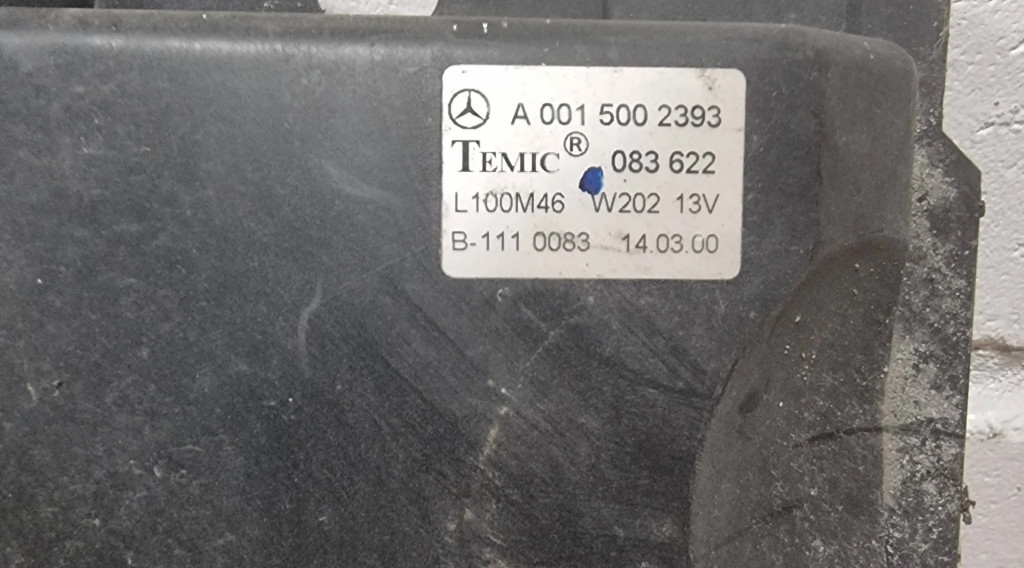 A 001 500 2393
TEMIC® 083 622
L100M46 W202 13V
B-111 0083 14.03.00